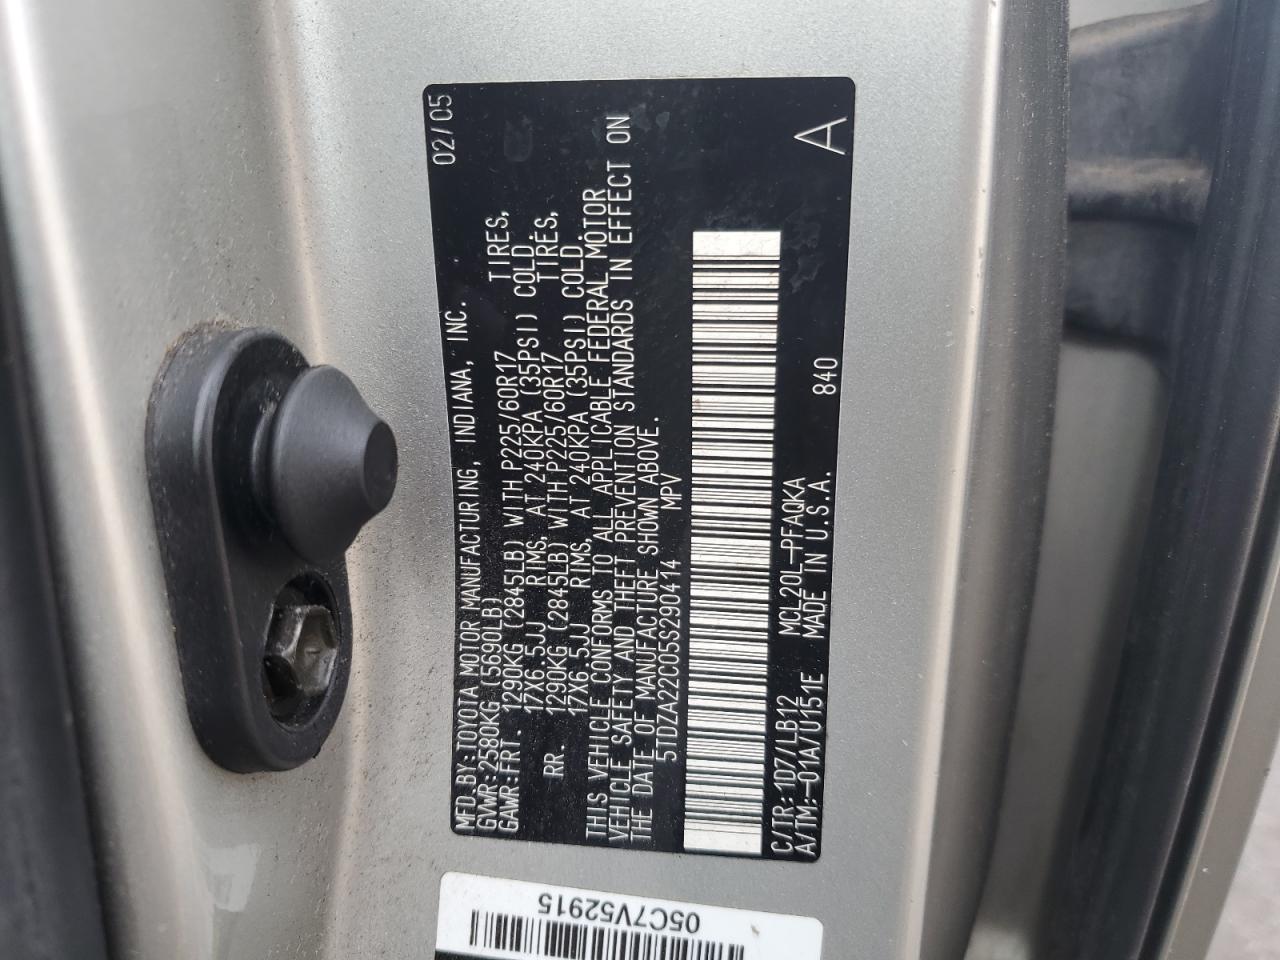 02/05
MFD.BY:TOYOTA MOTOR MANUFACTURING, INDIANA, INC.
GVWR:2580KG (5690LB)
GAWR:FRT. 1290KG (2845LB) WITH P225/60R17 TIRES,
17X6.5JJ RIMS, AT 240KPA (35PSI) COLD.
RR. 1290KG (2845LB) WITH P225/60R17 TIRES,
17X6.5JJ RIMS, AT 240KPA (35PSI) COLD.
THIS VEHICLE CONFORMS TO ALL APPLICABLE FEDERAL MOTOR
VEHICLE SAFETY AND THEFT PREVENTION STANDARDS IN EFFECT ON
THE DATE OF MANUFACTURE SHOWN ABOVE.
5TDZA22C05S290414 MPV
C/TR:1D7/LB12 MCL20L-PFAQKA 840
A/TM:-01A/U151E MADE IN U.S.A.
A
05C7V52915